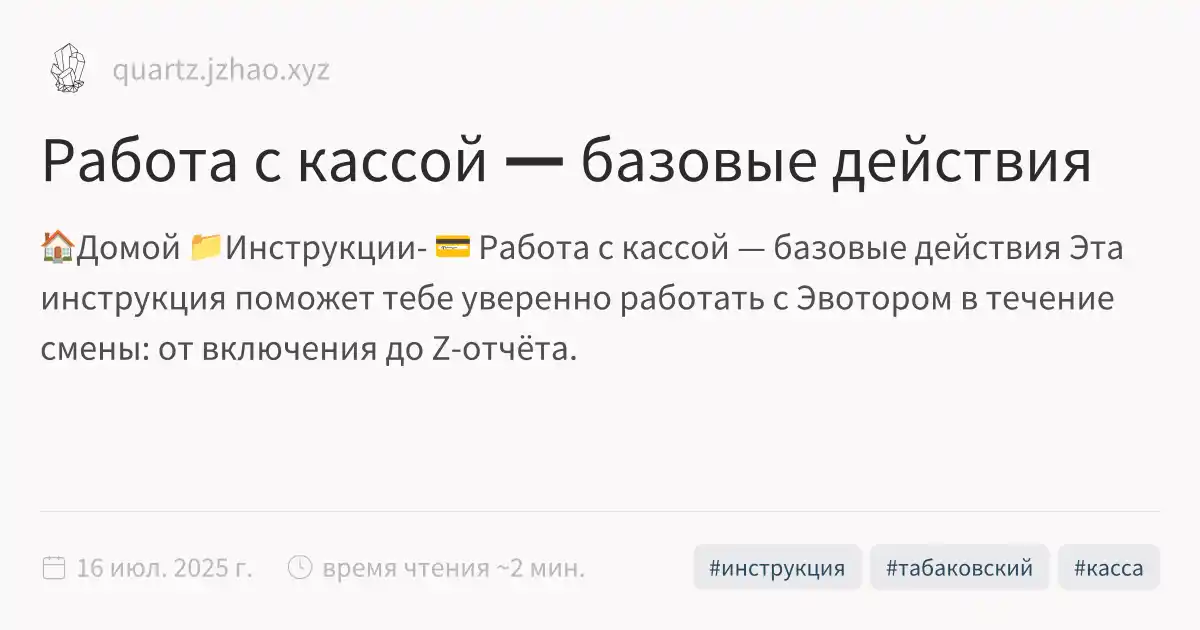 quartz.jzhao.xyz
Работа с кассой — базовые действия
🏠Домой 📁Инструкции- 💳 Работа с кассой — базовые действия Эта
инструкция поможет тебе уверенно работать с Эвотором в течение
смены: от включения до Z-отчёта.
16 июл. 2025 г. время чтения ~2 мин. #инструкция #табаковский #касса